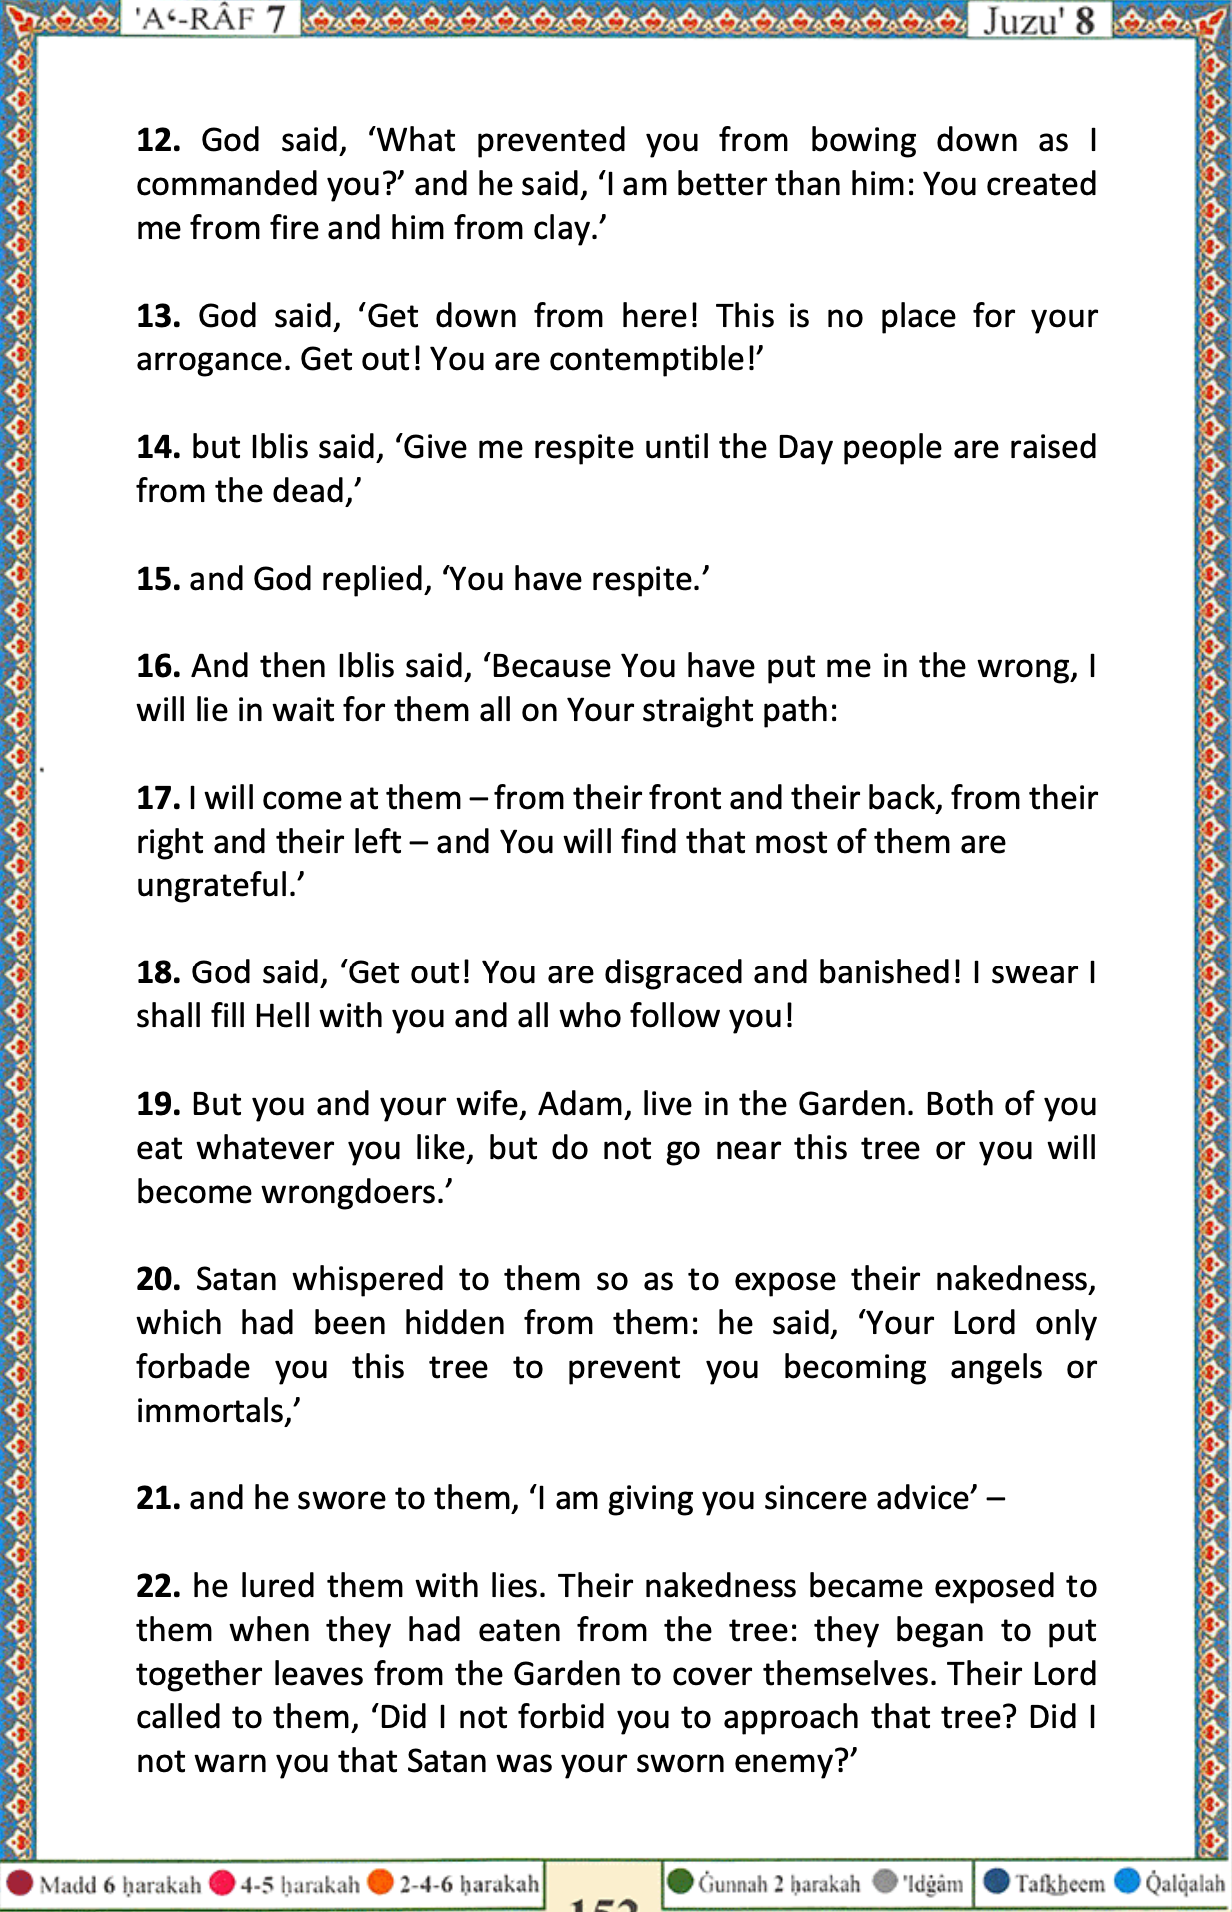 'A‘-RÂF 7
Juzu' 8
12. God said, ‘What prevented you from bowing down as I
commanded you?’ and he said, ‘I am better than him: You created
me from fire and him from clay.’
13. God said, ‘Get down from here! This is no place for your
arrogance. Get out! You are contemptible!’
14. but Iblis said, ‘Give me respite until the Day people are raised
from the dead,’
15. and God replied, ‘You have respite.’
16. And then Iblis said, ‘Because You have put me in the wrong, I
will lie in wait for them all on Your straight path:
17. I will come at them – from their front and their back, from their
right and their left – and You will find that most of them are
ungrateful.’
18. God said, ‘Get out! You are disgraced and banished! I swear I
shall fill Hell with you and all who follow you!
19. But you and your wife, Adam, live in the Garden. Both of you
eat whatever you like, but do not go near this tree or you will
become wrongdoers.’
20. Satan whispered to them so as to expose their nakedness,
which had been hidden from them: he said, ‘Your Lord only
forbade you this tree to prevent you becoming angels or
immortals,’
21. and he swore to them, ‘I am giving you sincere advice’ –
22. he lured them with lies. Their nakedness became exposed to
them when they had eaten from the tree: they began to put
together leaves from the Garden to cover themselves. Their Lord
called to them, ‘Did I not forbid you to approach that tree? Did I
not warn you that Satan was your sworn enemy?’
Madd 6 ḥarakah 4-5 ḥarakah 2-4-6 ḥarakah
152
Ġunnah 2 ḥarakah 'Idġâm Tafkheem Q̇alq̇alah